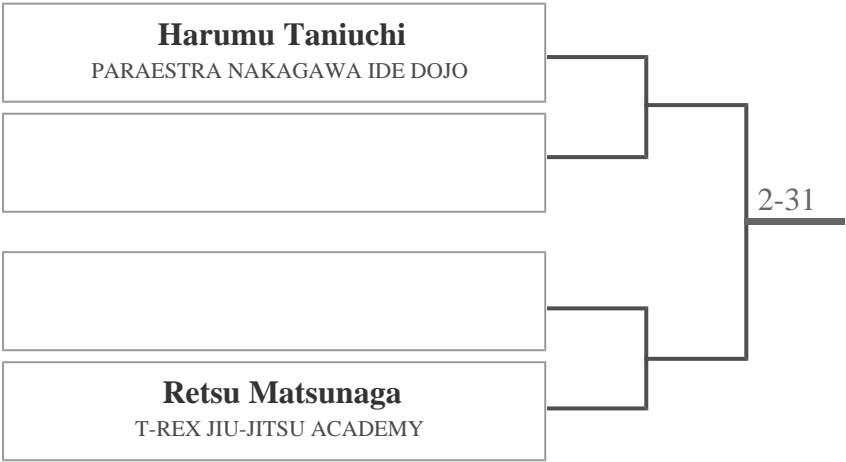 Harumu Taniuchi
PARAESTRA NAKAGAWA IDE DOJO
2-31
Retsu Matsunaga
T-REX JIU-JITSU ACADEMY